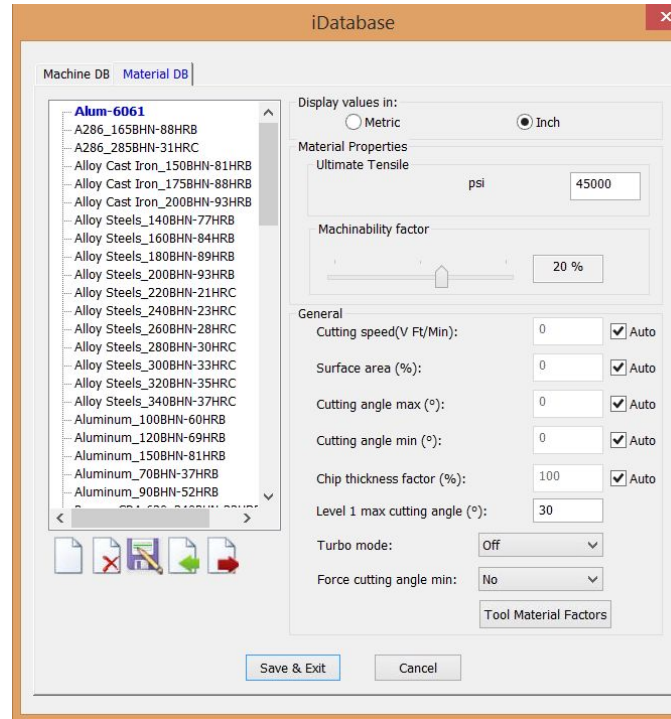 iDatabase
Machine DB
Material DB
Alum-6061
A286_165BHN-88HRB
A286_285BHN-31HRC
Alloy Cast Iron_150BHN-81HRB
Alloy Cast Iron_175BHN-88HRB
Alloy Cast Iron_200BHN-93HRB
Alloy Steels_140BHN-77HRB
Alloy Steels_160BHN-84HRB
Alloy Steels_180BHN-89HRB
Alloy Steels_200BHN-93HRB
Alloy Steels_220BHN-21HRC
Alloy Steels_240BHN-23HRC
Alloy Steels_260BHN-28HRC
Alloy Steels_280BHN-30HRC
Alloy Steels_300BHN-33HRC
Alloy Steels_320BHN-35HRC
Alloy Steels_340BHN-37HRC
Aluminum_100BHN-60HRB
Aluminum_120BHN-69HRB
Aluminum_150BHN-81HRB
Aluminum_70BHN-37HRB
Aluminum_90BHN-52HRB
Display values in:
Metric
Inch
Material Properties
Ultimate Tensile
psi 45000
Machinability factor
20 %
General
Cutting speed(V Ft/Min): 0 Auto
Surface area (%): 0 Auto
Cutting angle max (°): 0 Auto
Cutting angle min (°): 0 Auto
Chip thickness factor (%): 100 Auto
Level 1 max cutting angle (°): 30
Turbo mode: Off
Force cutting angle min: No
Tool Material Factors
Save & Exit
Cancel